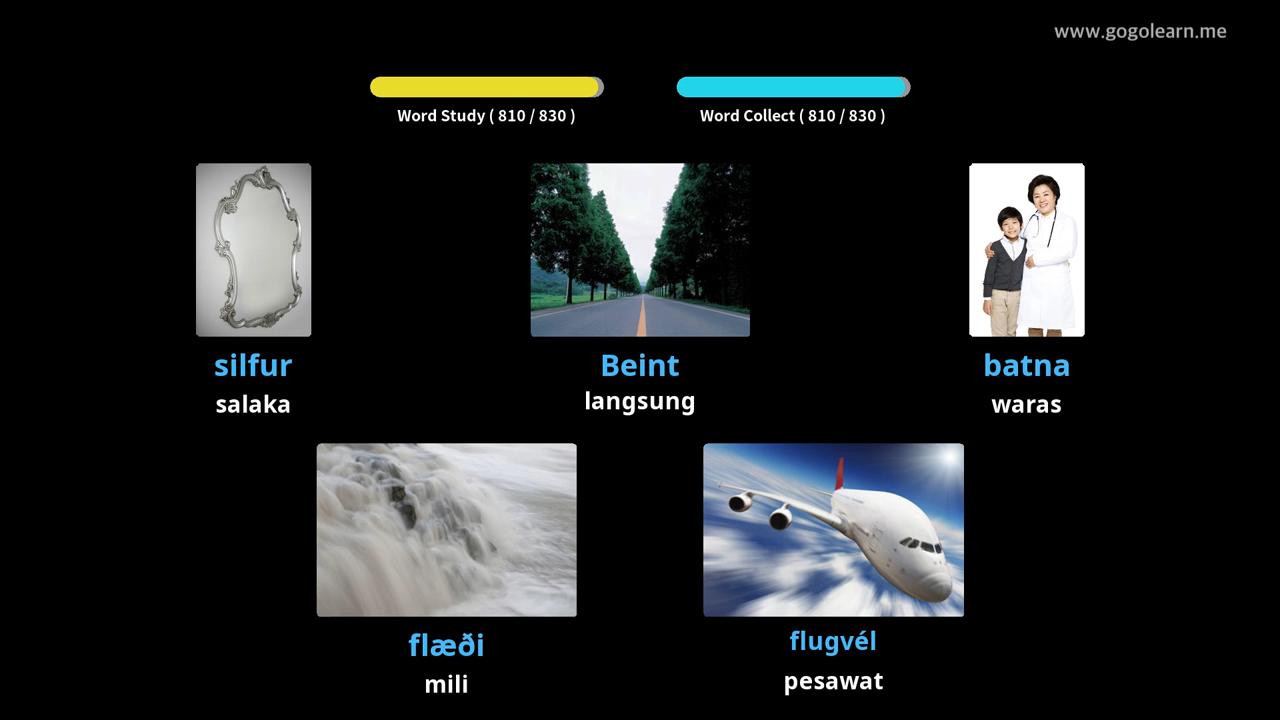 www.gogolearn.me
Word Study ( 810 / 830 )
Word Collect ( 810 / 830 )
silfur
salaka
Beint
langsung
batna
waras
flæði
mili
flugvél
pesawat